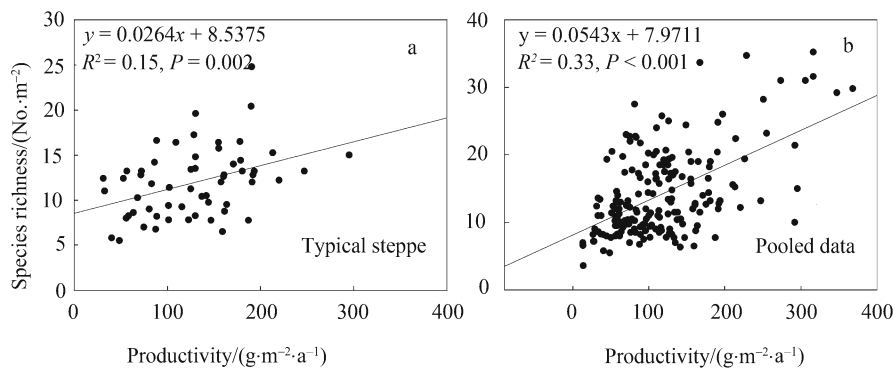 y = 0.0264x + 8.5375
R² = 0.15, P = 0.002
a
30
25
20
15
10
5
0
0
100
200
300
400
Species richness/(No.·m⁻²)
Typical steppe
Productivity/(g·m⁻²·a⁻¹)
y = 0.0543x + 7.9711
R² = 0.33, P < 0.001
b
40
30
20
10
0
0
100
200
300
400
Pooled data
Productivity/(g·m⁻²·a⁻¹)